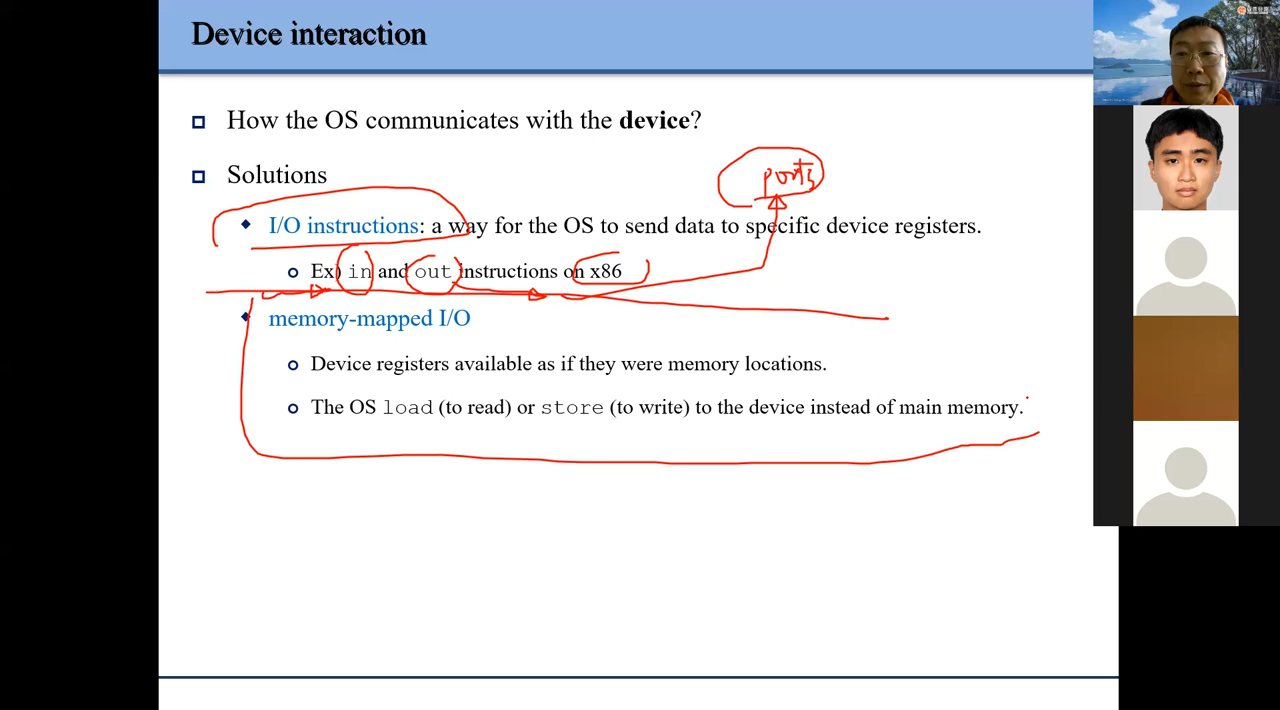 Device interaction
How the OS communicates with the device?
Solutions
ports
I/O instructions: a way for the OS to send data to specific device registers.
Ex) in and out instructions on x86
memory-mapped I/O
Device registers available as if they were memory locations.
The OS load (to read) or store (to write) to the device instead of main memory.